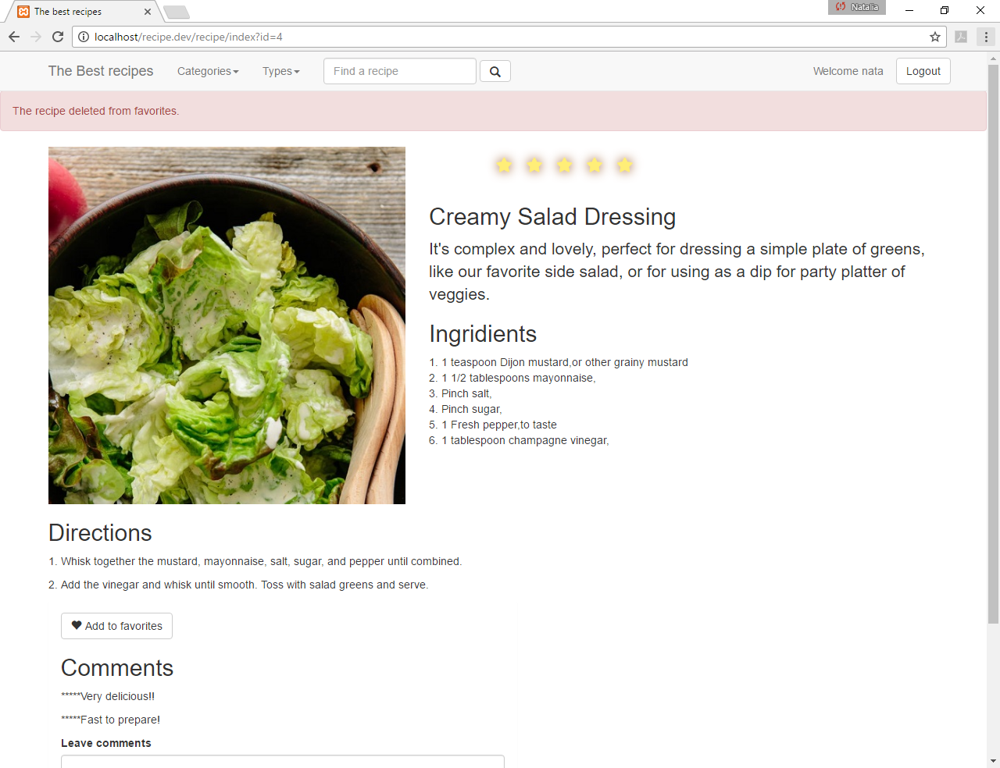 The best recipes
Natalia
localhost/recipe.dev/recipe/index?id=4
The Best recipes
Categories
Types
Find a recipe
Welcome nata
Logout
The recipe deleted from favorites.
Creamy Salad Dressing
It's complex and lovely, perfect for dressing a simple plate of greens,
like our favorite side salad, or for using as a dip for party platter of
veggies.
Ingridients
1. 1 teaspoon Dijon mustard,or other grainy mustard
2. 1 1/2 tablespoons mayonnaise,
3. Pinch salt,
4. Pinch sugar,
5. 1 Fresh pepper,to taste
6. 1 tablespoon champagne vinegar,
Directions
1. Whisk together the mustard, mayonnaise, salt, sugar, and pepper until combined.
2. Add the vinegar and whisk until smooth. Toss with salad greens and serve.
Add to favorites
Comments
*****Very delicious!!
*****Fast to prepare!
Leave comments